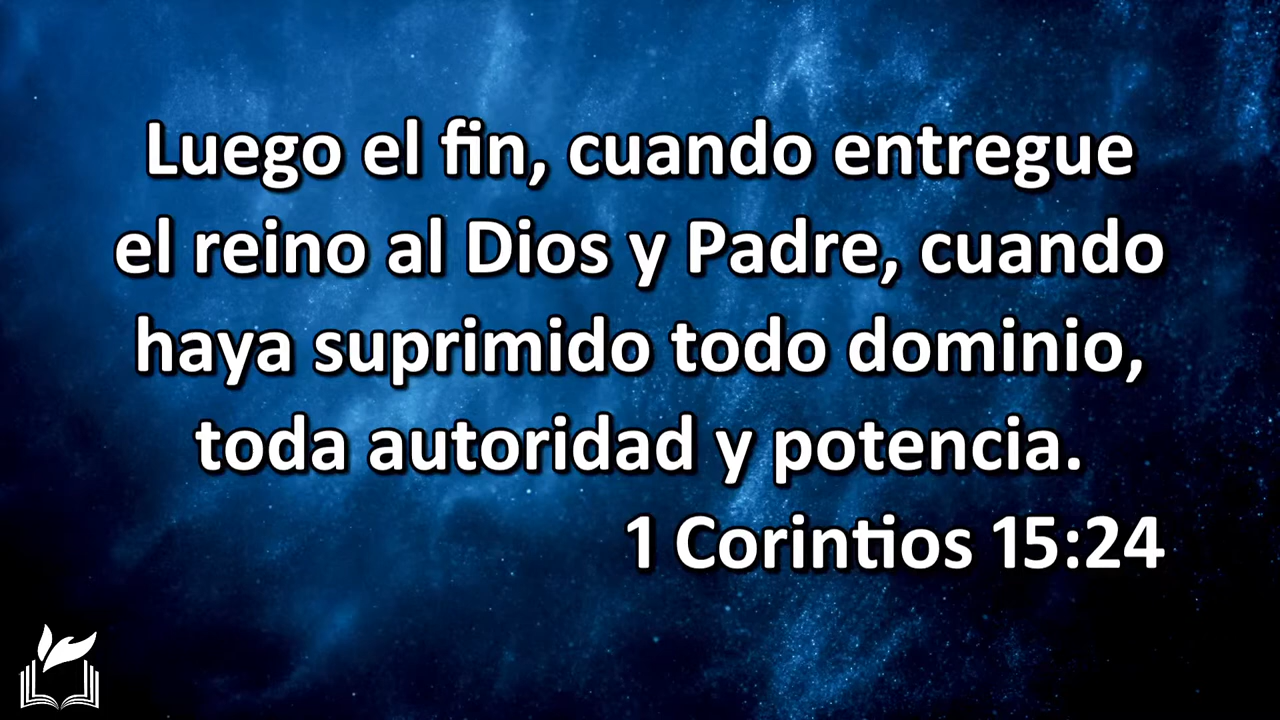 Luego el fin, cuando entregue
el reino al Dios y Padre, cuando
haya suprimido todo dominio,
toda autoridad y potencia.
1 Corintios 15:24